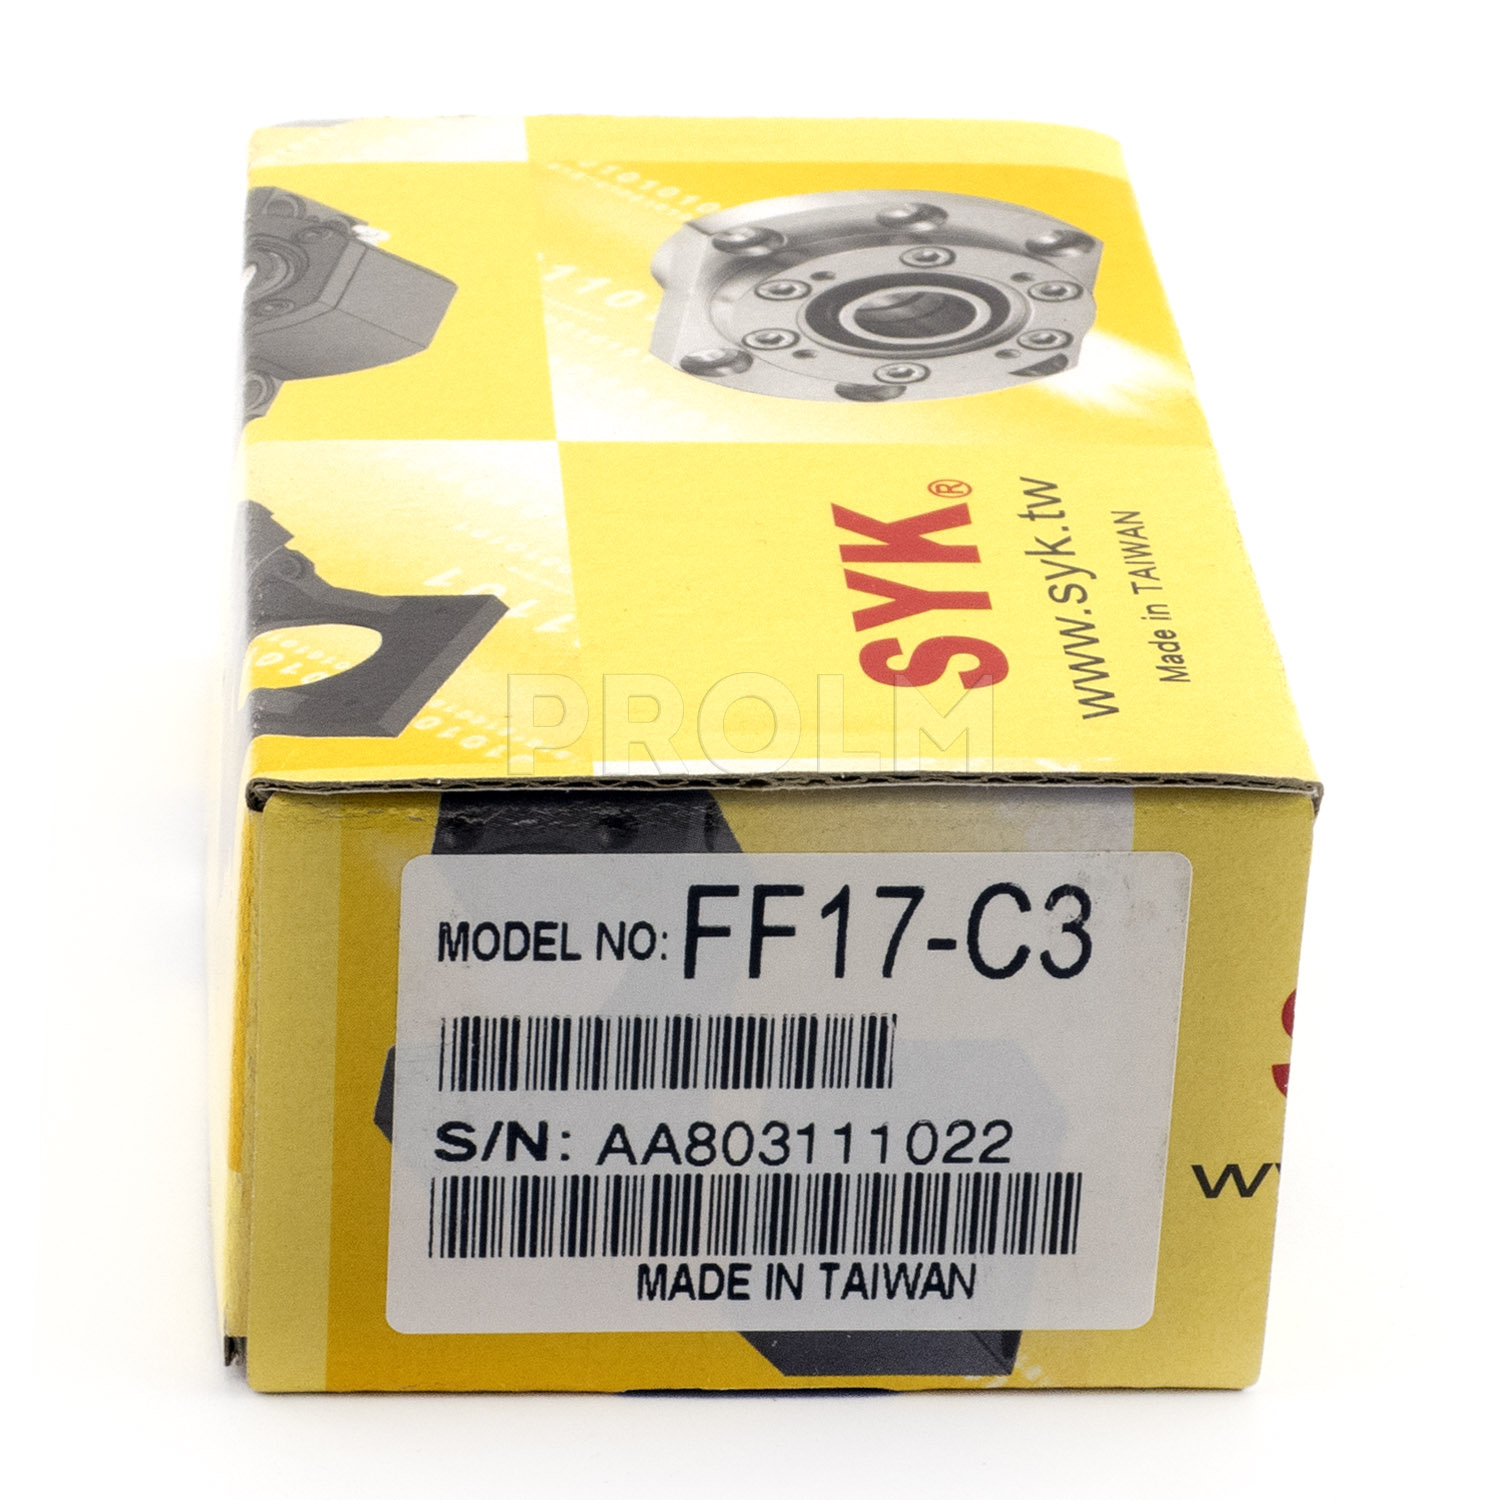 SYK®
www.syk.tw
Made in TAIWAN
PROLM
MODEL NO: FF17-C3
S/N: AA803111022
MADE IN TAIWAN